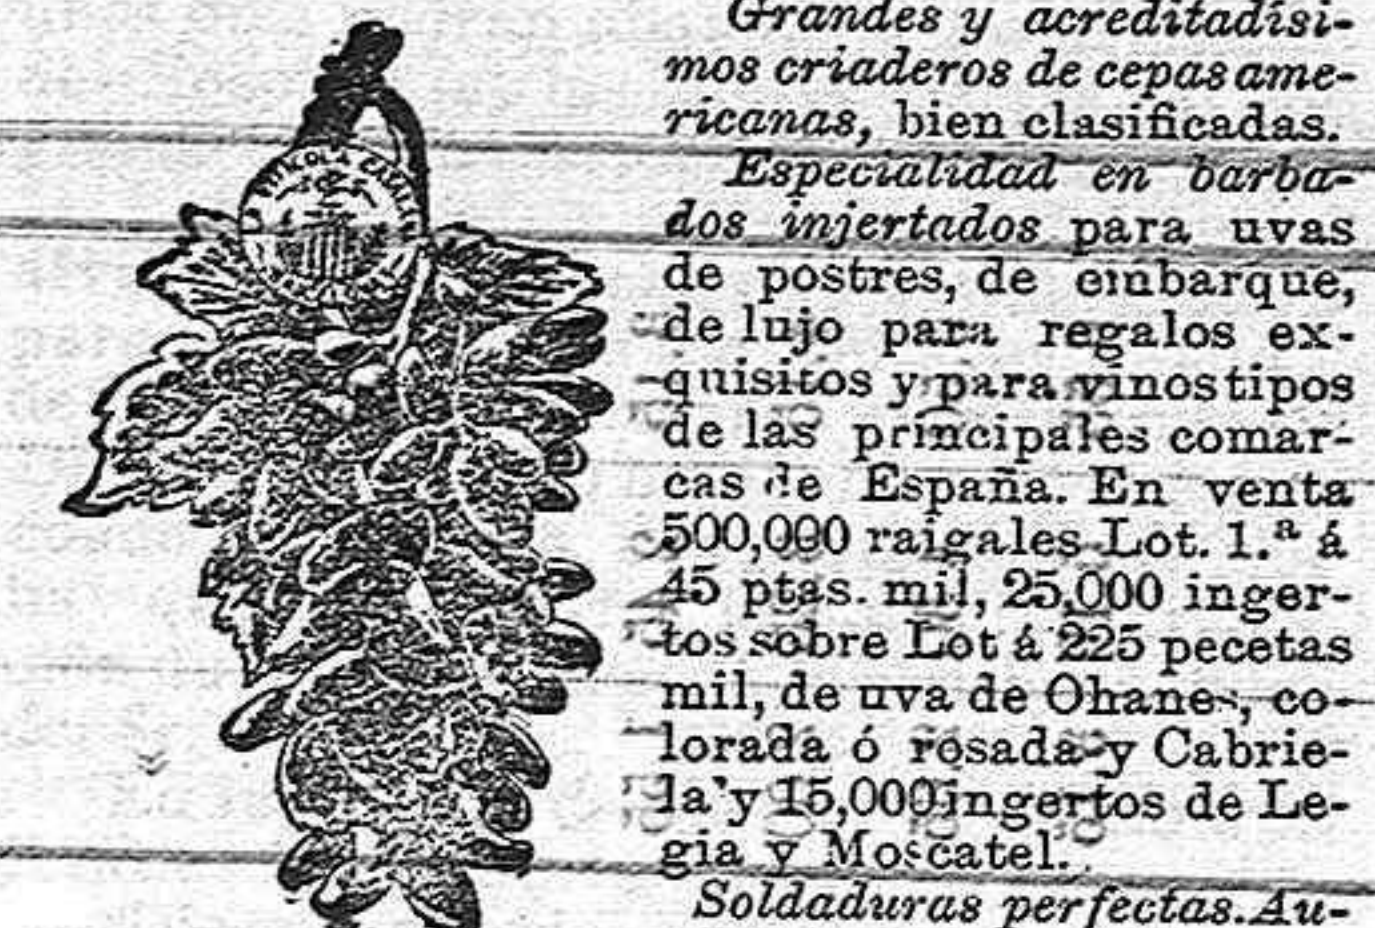 Grandes y acreditadísi-
mos criaderos de cepas ame-
ricanas, bien clasificadas.
Especialidad en barba-
dos injertados para uvas
de postres, de embarque,
de lujo para regalos ex-
quisitos y para vinos tipos
de las principales comar-
cas de España. En venta
500,000 raigales Lot. 1.ª á
45 ptas. mil, 25,000 inger-
tos sobre Lot á 225 pecetas
mil, de uva de Ohanes, co-
lorada ó rosada y Cabrie-
la y 15,000 ingertos de Le-
gia y Moscatel.
Soldaduras perfectas. Au-